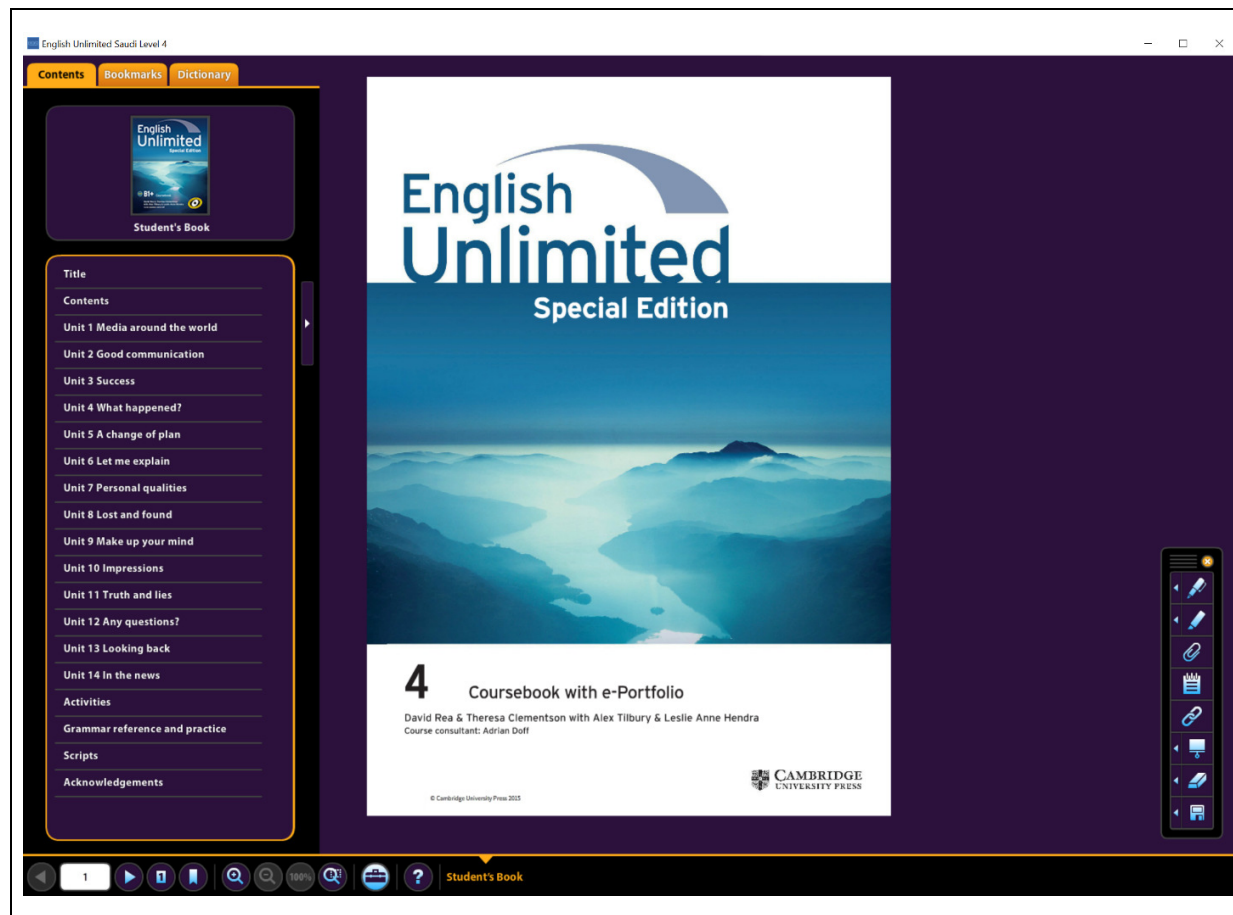 English Unlimited Saudi Level 4
Contents
Bookmarks
Dictionary
English
Unlimited
Special Edition
B1+
Student's Book
Title
Contents
Unit 1 Media around the world
Unit 2 Good communication
Unit 3 Success
Unit 4 What happened?
Unit 5 A change of plan
Unit 6 Let me explain
Unit 7 Personal qualities
Unit 8 Lost and found
Unit 9 Make up your mind
Unit 10 Impressions
Unit 11 Truth and lies
Unit 12 Any questions?
Unit 13 Looking back
Unit 14 In the news
Activities
Grammar reference and practice
Scripts
Acknowledgements
English
Unlimited
Special Edition
4
Coursebook with e-Portfolio
David Rea & Theresa Clementson with Alex Tilbury & Leslie Anne Hendra
Course consultant: Adrian Doff
CAMBRIDGE
UNIVERSITY PRESS
© Cambridge University Press 2015
1
1
100%
?
Student's Book